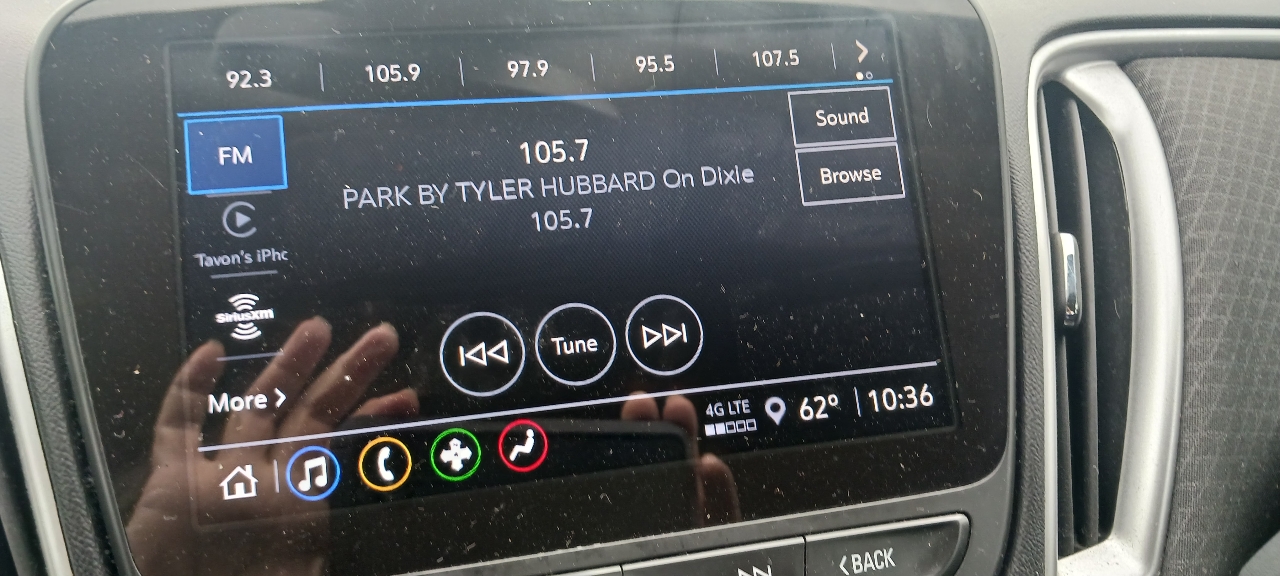 92.3 | 105.9 | 97.9 | 95.5 | 107.5 | >
FM
105.7
PARK BY TYLER HUBBARD On Dixie
105.7
Sound
Browse
Tavon's iPho
SiriusXM
More >
Tune
4G LTE
62° | 10:36
<BACK